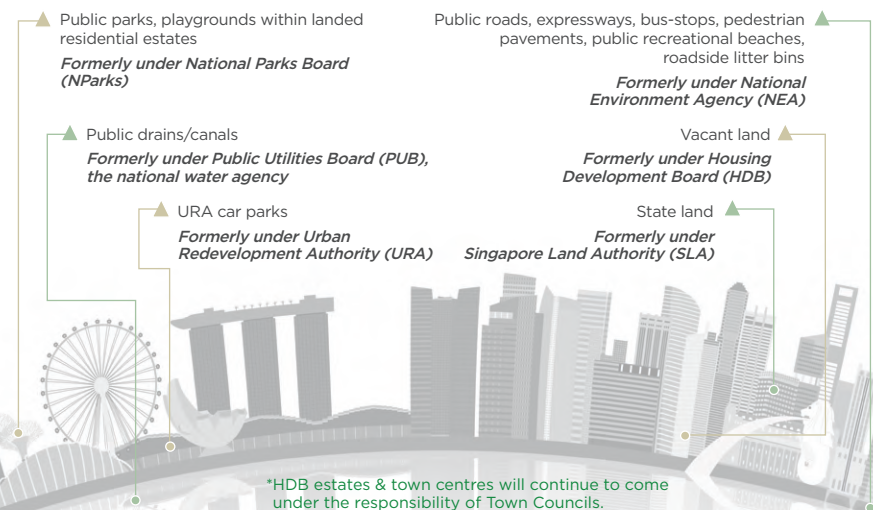 Public parks, playgrounds within landed
residential estates
Formerly under National Parks Board
(NParks)
Public roads, expressways, bus-stops, pedestrian
pavements, public recreational beaches,
roadside litter bins
Formerly under National
Environment Agency (NEA)
Public drains/canals
Formerly under Public Utilities Board (PUB),
the national water agency
Vacant land
Formerly under Housing
Development Board (HDB)
URA car parks
Formerly under Urban
Redevelopment Authority (URA)
State land
Formerly under
Singapore Land Authority (SLA)
*HDB estates & town centres will continue to come
under the responsibility of Town Councils.